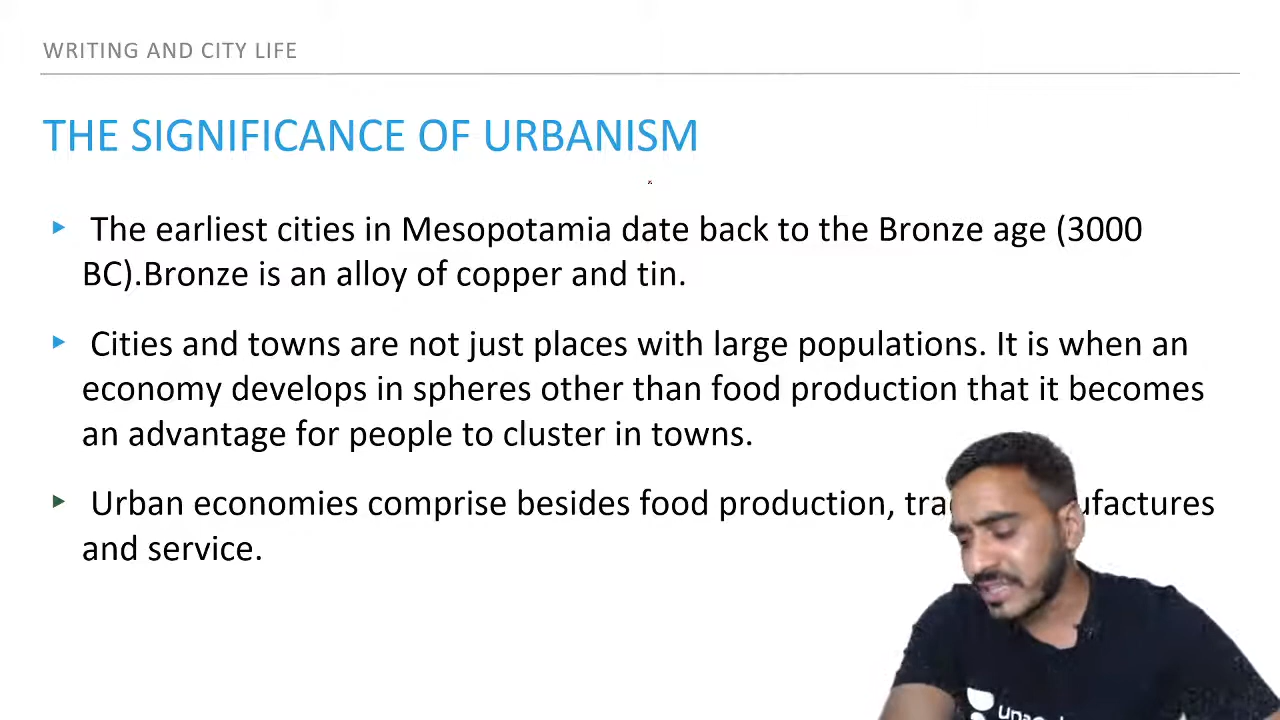 WRITING AND CITY LIFE
THE SIGNIFICANCE OF URBANISM
The earliest cities in Mesopotamia date back to the Bronze age (3000
BC).Bronze is an alloy of copper and tin.
Cities and towns are not just places with large populations. It is when an
economy develops in spheres other than food production that it becomes
an advantage for people to cluster in towns.
Urban economies comprise besides food production,
and service.